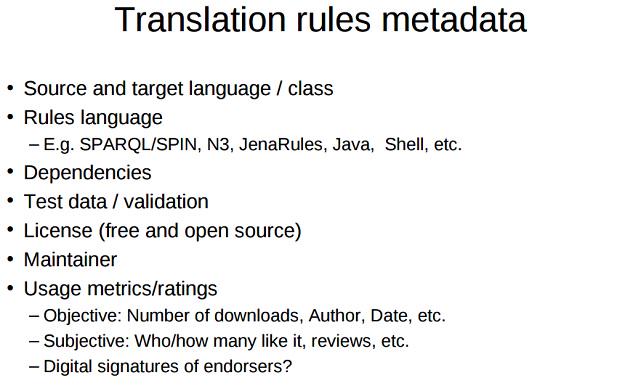 Translation rules metadata
• Source and target language / class
• Rules language
– E.g. SPARQL/SPIN, N3, JenaRules, Java,  Shell, etc.
• Dependencies
• Test data / validation
• License (free and open source)
• Maintainer
• Usage metrics/ratings
– Objective: Number of downloads, Author, Date, etc.
– Subjective: Who/how many like it, reviews, etc.
– Digital signatures of endorsers?